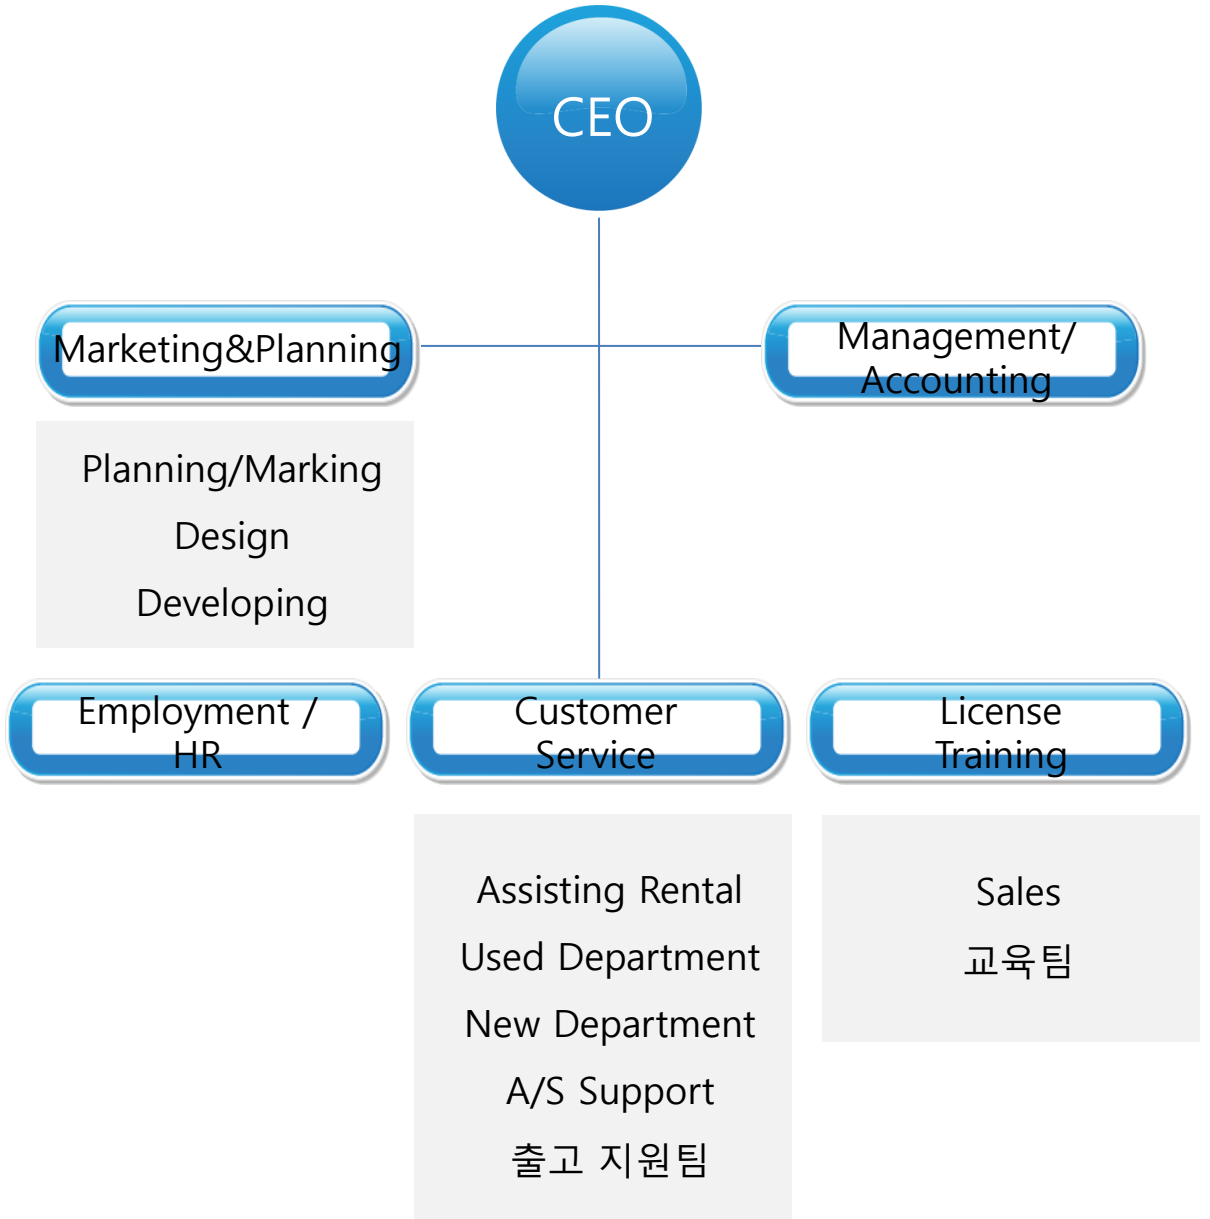 CEO
Marketing&Planning
Management/
Accounting
Planning/Marking
Design
Developing
Employment /
HR
Customer
Service
License
Training
Assisting Rental
Used Department
New Department
A/S Support
출고 지원팀
Sales
교육팀